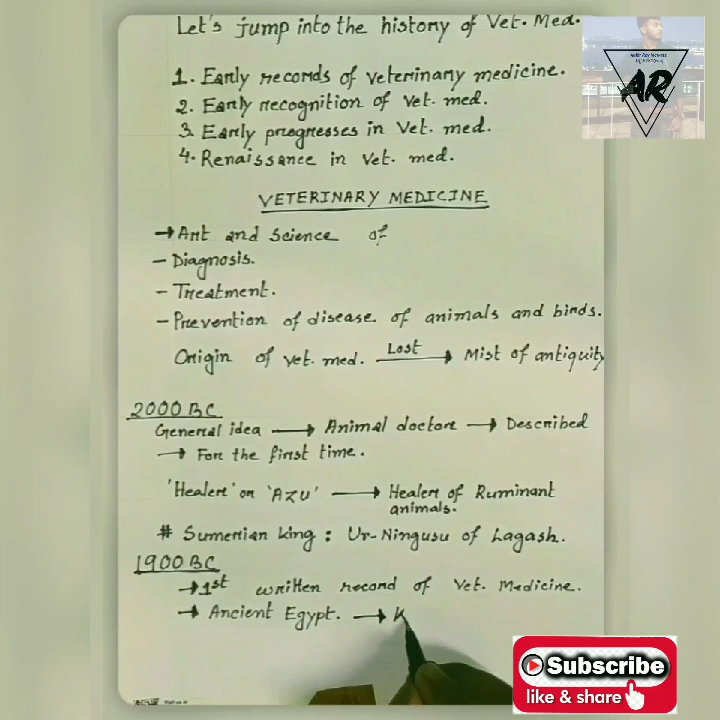 Let's jump into the history of Vet. Med.
1. Early records of veterinary medicine.
2. Early recognition of Vet. med.
3. Early progresses in Vet. med.
4. Renaissance in Vet. med.
VETERINARY MEDICINE
→ Art and Science of
- Diagnosis.
- Treatment.
- Prevention of disease of animals and birds.
Origin of vet. med. Lost → Mist of antiquity
2000 BC
General idea → Animal doctor → Described
→ For the first time.
'Healer' or 'AZU' → Healer of Ruminant
animals.
# Sumerian king : Ur-Ningusu of Lagash.
1900 BC
→ 1st written record of Vet. Medicine.
→ Ancient Egypt. → K
AR
Subscribe
like & share